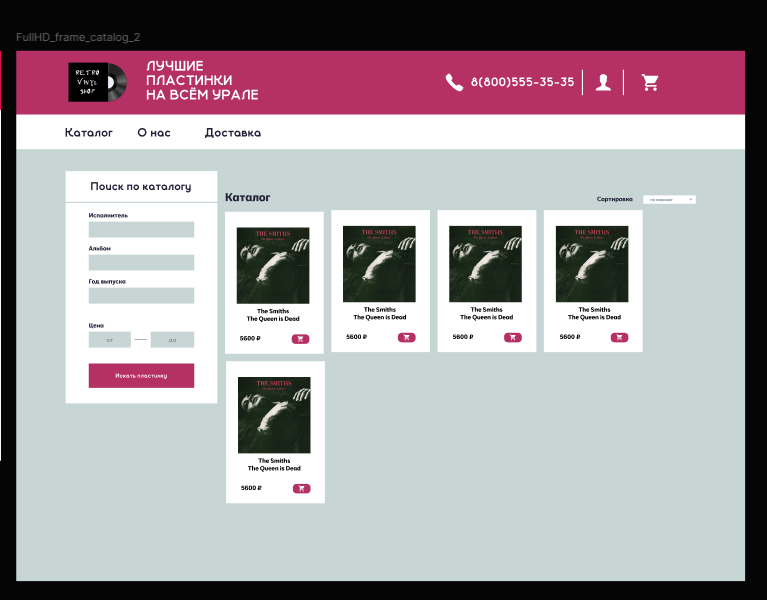 FullHD_frame_catalog_2
RETRO
VINYL
SHOP
ЛУЧШИЕ
ПЛАСТИНКИ
НА ВСЁМ УРАЛЕ
8(800)555-35-35
Каталог
О нас
Доставка
Поиск по каталогу
Исполнитель
Альбом
Год выпуска
Цена
от
до
Искать пластинку
Каталог
Сортировка
THE SMITHS
The Queen is Dead
The Smiths
The Queen is Dead
5600 ₽
THE SMITHS
The Queen is Dead
The Smiths
The Queen is Dead
5600 ₽
THE SMITHS
The Queen is Dead
The Smiths
The Queen is Dead
5600 ₽
THE SMITHS
The Queen is Dead
The Smiths
The Queen is Dead
5600 ₽
THE SMITHS
The Queen is Dead
The Smiths
The Queen is Dead
5600 ₽